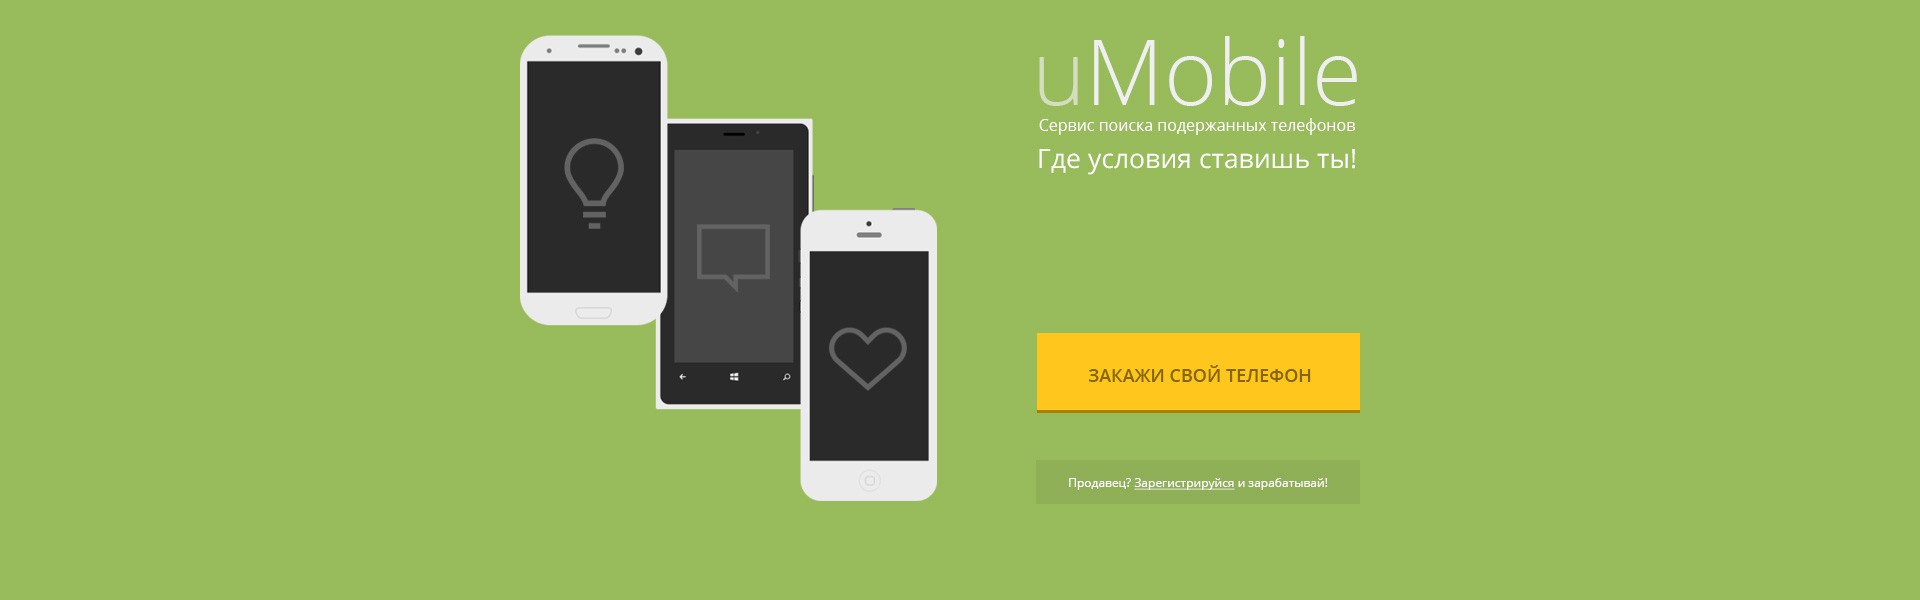 uMobile
Сервис поиска подержанных телефонов
Где условия ставишь ты!
ЗАКАЖИ СВОЙ ТЕЛЕФОН
Продавец? Зарегистрируйся и зарабатывай!